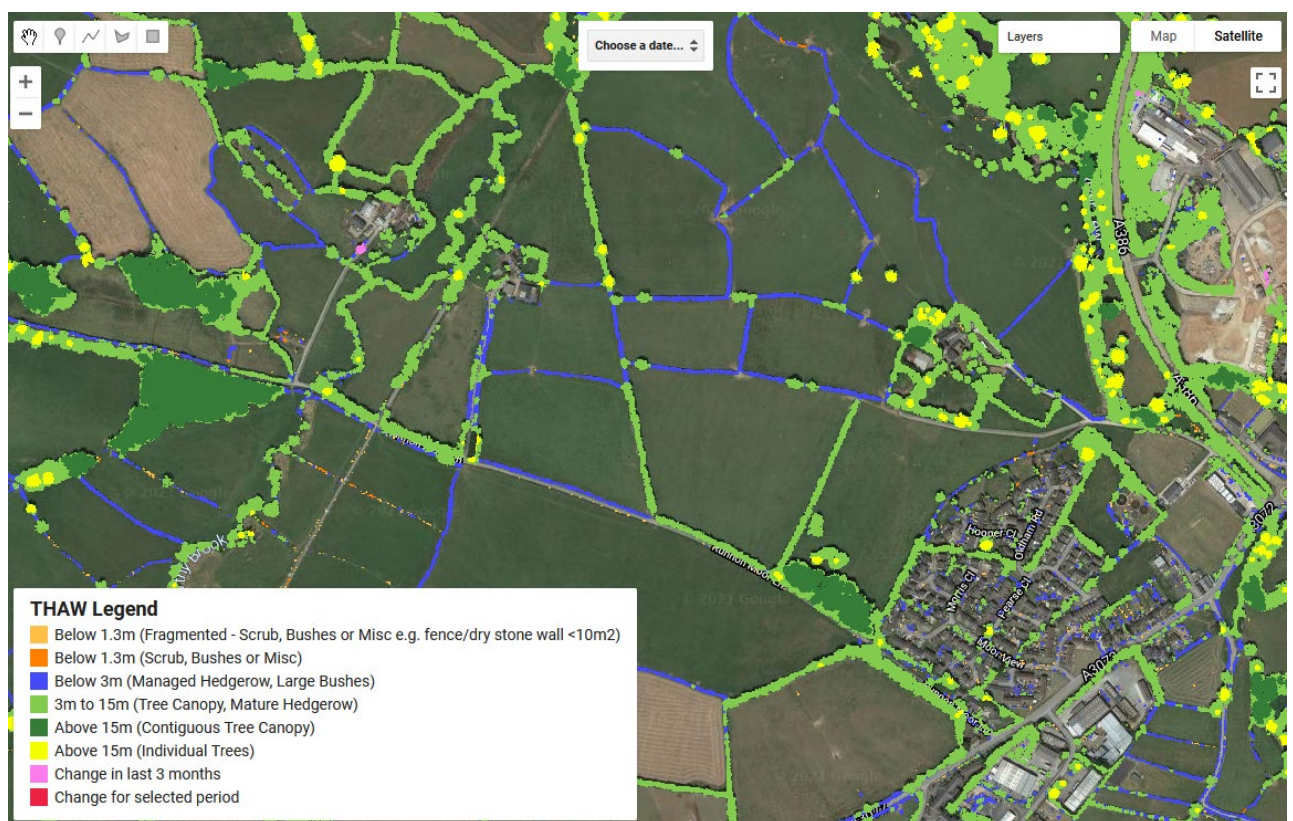 Choose a date...
Layers
Map
Satellite
+
−
A386
Hooper Cl
Oldham Rd
Morris Cl
Pearse Cl
Moor View
A3072
THAW Legend
Below 1.3m (Fragmented - Scrub, Bushes or Misc e.g. fence/dry stone wall <10m2)
Below 1.3m (Scrub, Bushes or Misc)
Below 3m (Managed Hedgerow, Large Bushes)
3m to 15m (Tree Canopy, Mature Hedgerow)
Above 15m (Contiguous Tree Canopy)
Above 15m (Individual Trees)
Change in last 3 months
Change for selected period